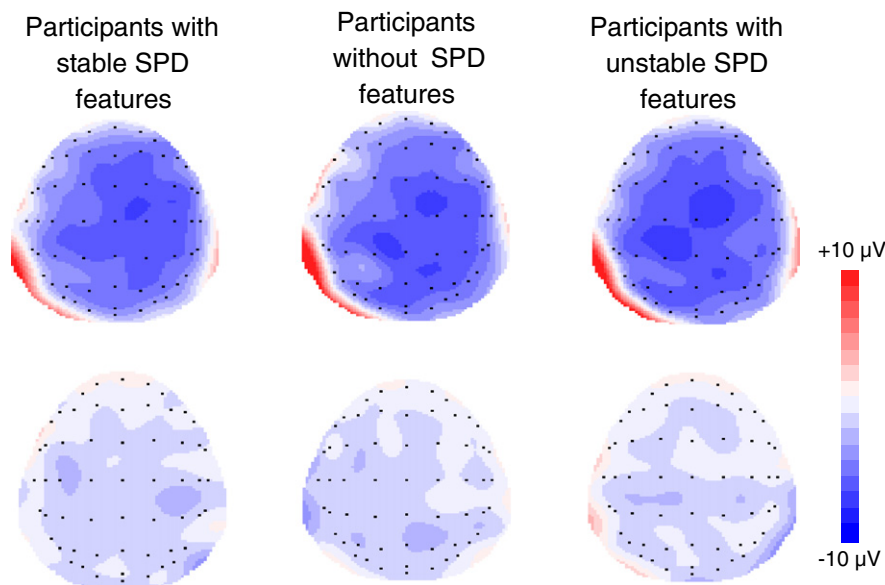 Participants with
stable SPD
features
Participants
without SPD
features
Participants with
unstable SPD
features
+10 µV
-10 µV